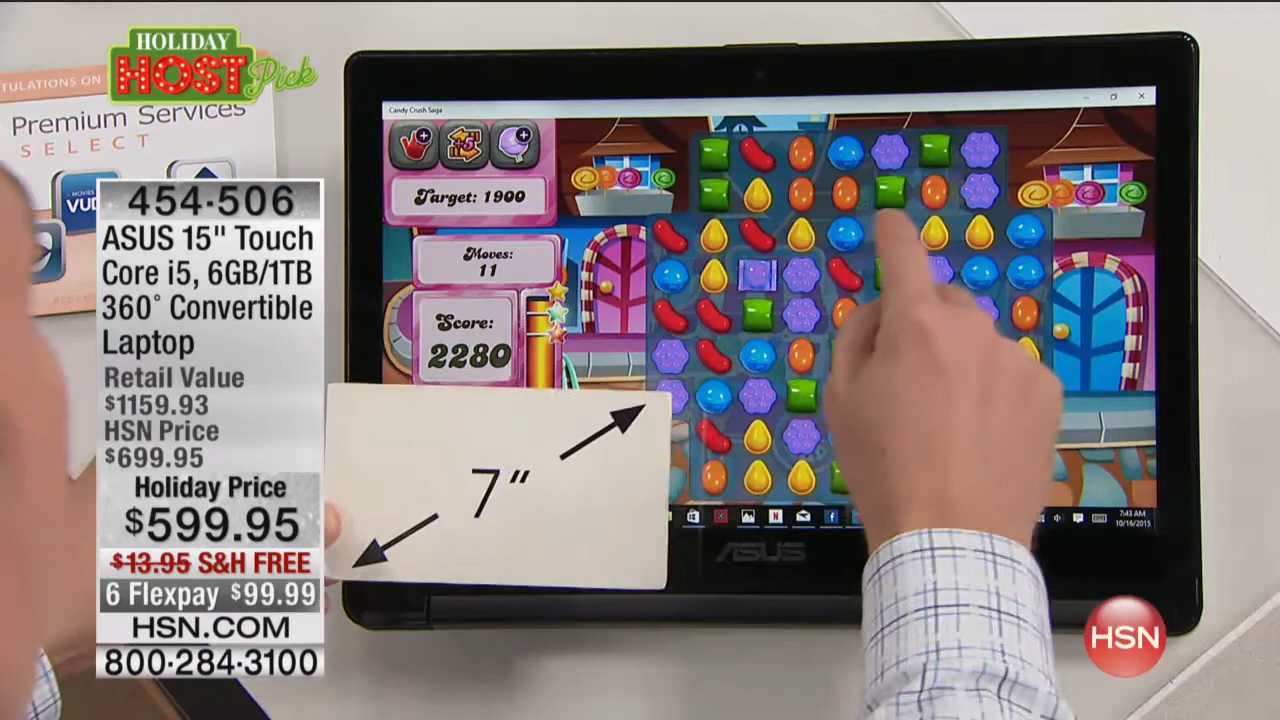 HOLIDAY
HOST
Pick
TULATIONS ON
Premium Services
SELECT
MOVIES
VUD
454-506
ASUS 15" Touch
Core i5, 6GB/1TB
360° Convertible
Laptop
Retail Value
$1159.93
HSN Price
$699.95
Holiday Price
$599.95
$13.95 S&H FREE
6 Flexpay $99.99
HSN.COM
800-284-3100
Candy Crush Saga
+5
Target: 1900
Moves:
11
Score:
2280
7"
7:43 AM
10/16/2015
ASUS
HSN